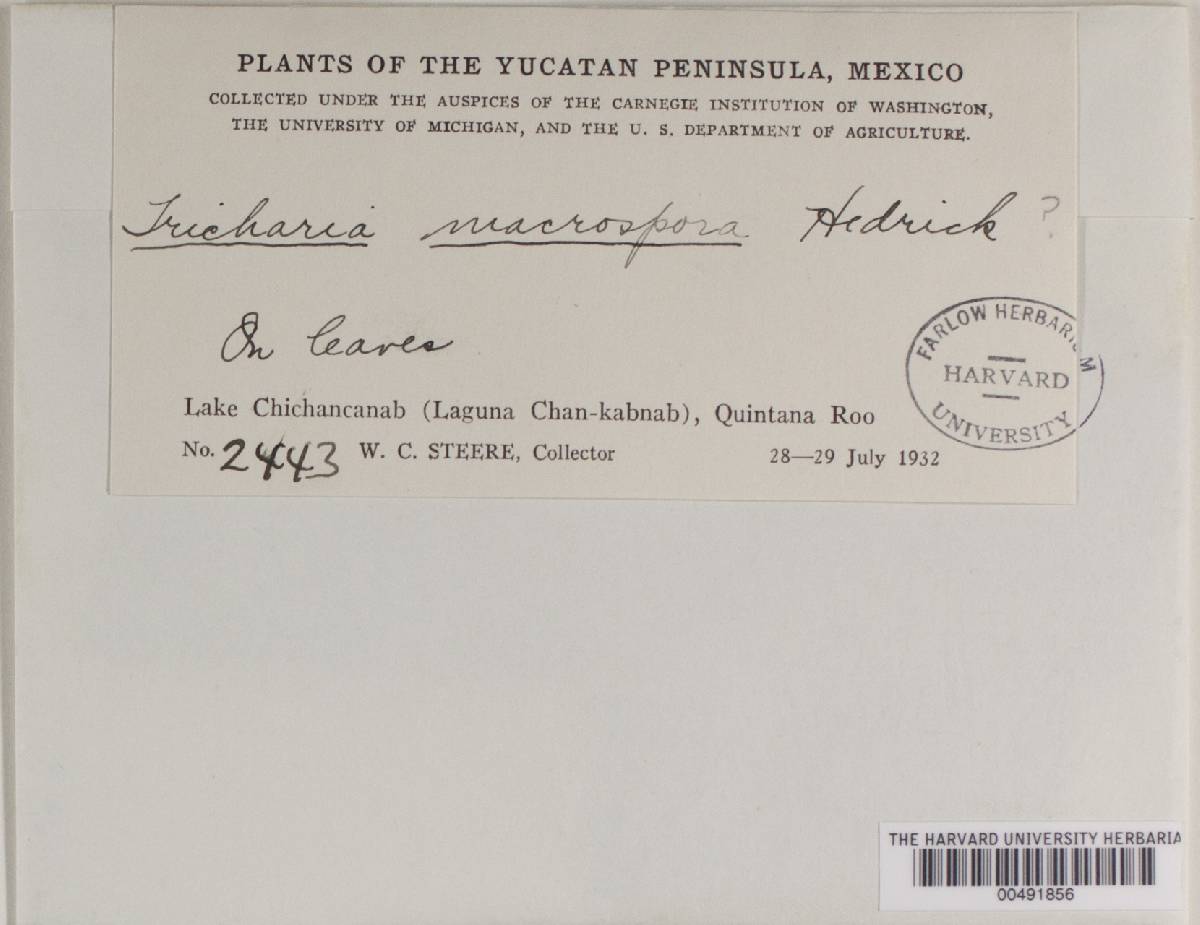 PLANTS OF THE YUCATAN PENINSULA, MEXICO
COLLECTED UNDER THE AUSPICES OF THE CARNEGIE INSTITUTION OF WASHINGTON,
THE UNIVERSITY OF MICHIGAN, AND THE U. S. DEPARTMENT OF AGRICULTURE.
Tricharia macrospora Hedrick ?
On leaves
FARLOW HERBARIUM
HARVARD
UNIVERSITY
Lake Chichancanab (Laguna Chan-kabnab), Quintana Roo
No. 2443 W. C. STEERE, Collector 28—29 July 1932
THE HARVARD UNIVERSITY HERBARIA
00491856